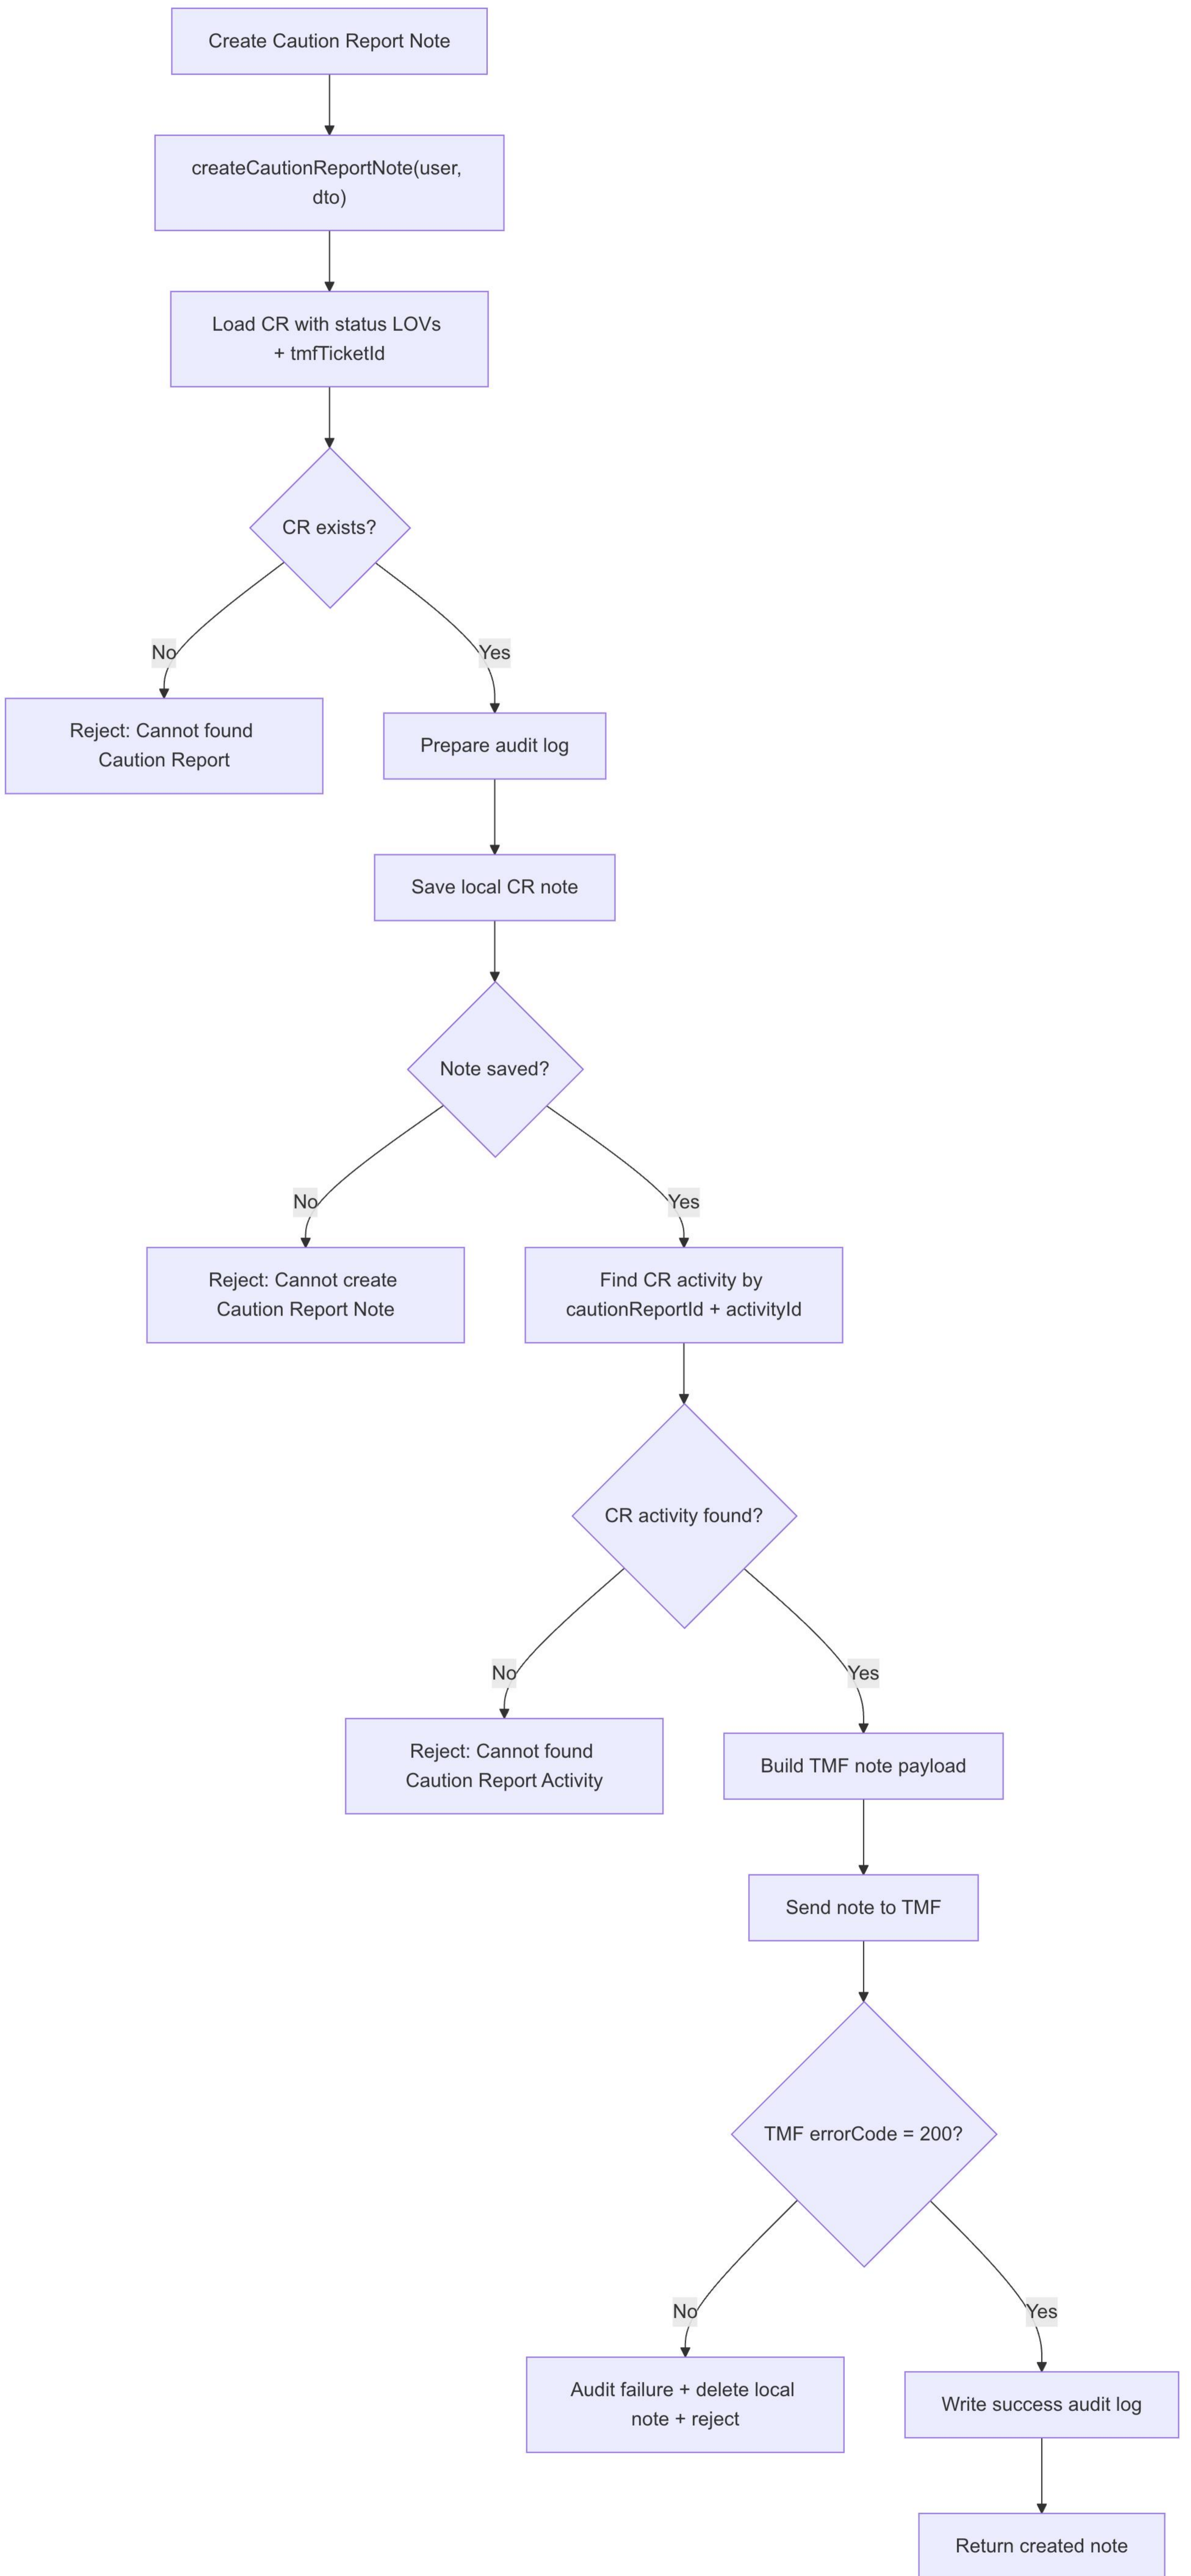 Create Caution Report Note
createCautionReportNote(user,
dto)
Load CR with status LOVs
+ tmfTicketId
CR exists?
No
Yes
Reject: Cannot found
Caution Report
Prepare audit log
Save local CR note
Note saved?
No
Yes
Reject: Cannot create
Caution Report Note
Find CR activity by
cautionReportId + activityId
CR activity found?
No
Yes
Reject: Cannot found
Caution Report Activity
Build TMF note payload
Send note to TMF
TMF errorCode = 200?
No
Yes
Audit failure + delete local
note + reject
Write success audit log
Return created note